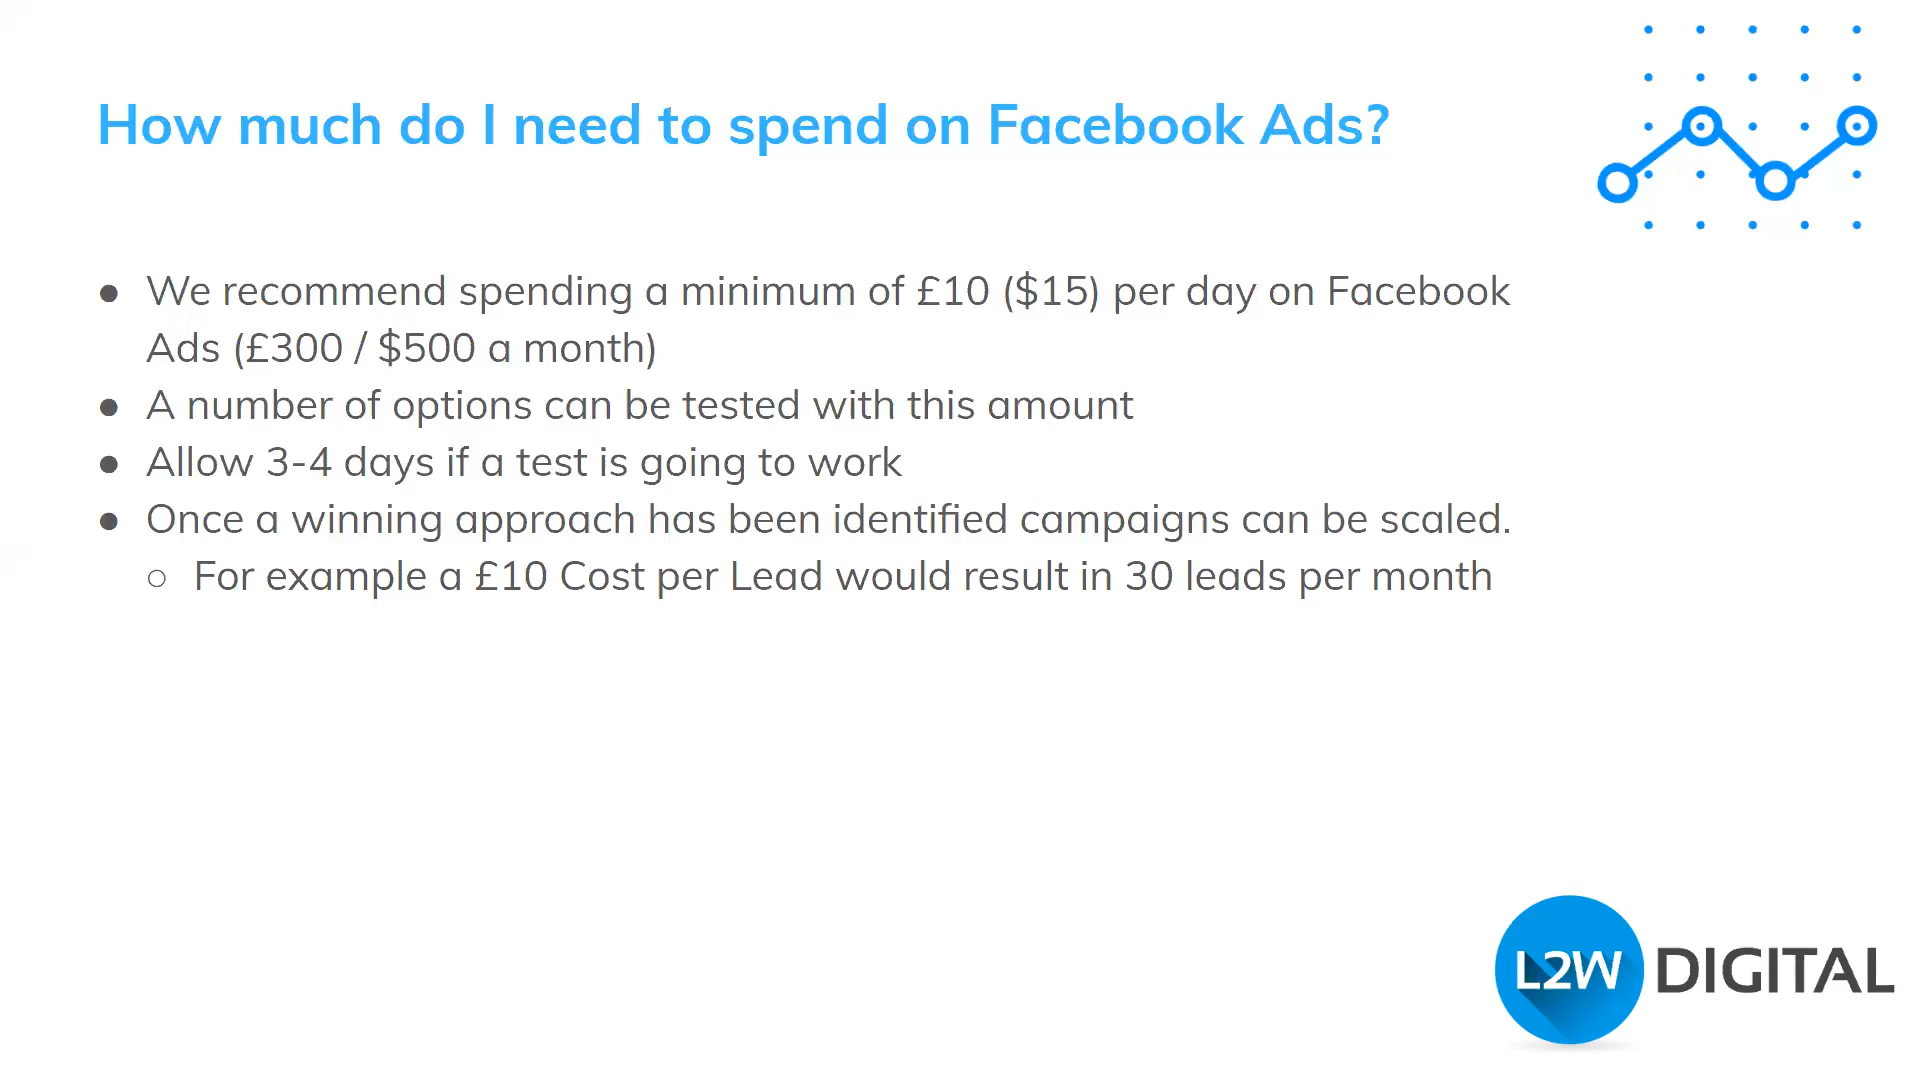 How much do I need to spend on Facebook Ads?
● We recommend spending a minimum of £10 ($15) per day on Facebook
Ads (£300 / $500 a month)
● A number of options can be tested with this amount
● Allow 3-4 days if a test is going to work
● Once a winning approach has been identified campaigns can be scaled.
○ For example a £10 Cost per Lead would result in 30 leads per month
L2W DIGITAL